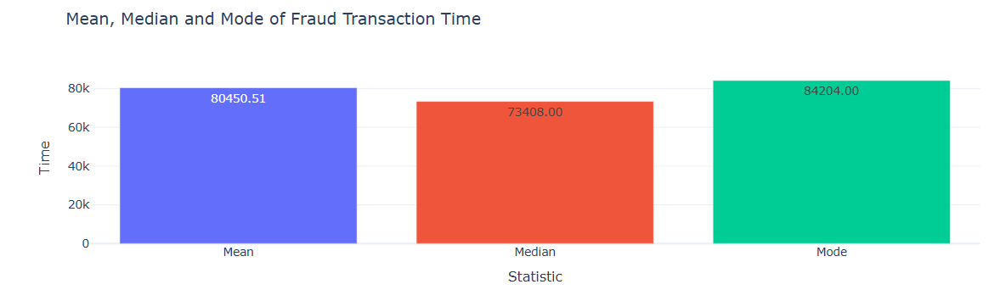 Mean, Median and Mode of Fraud Transaction Time
80k
60k
40k
20k
0
Time
80450.51
73408.00
84204.00
Mean
Median
Mode
Statistic